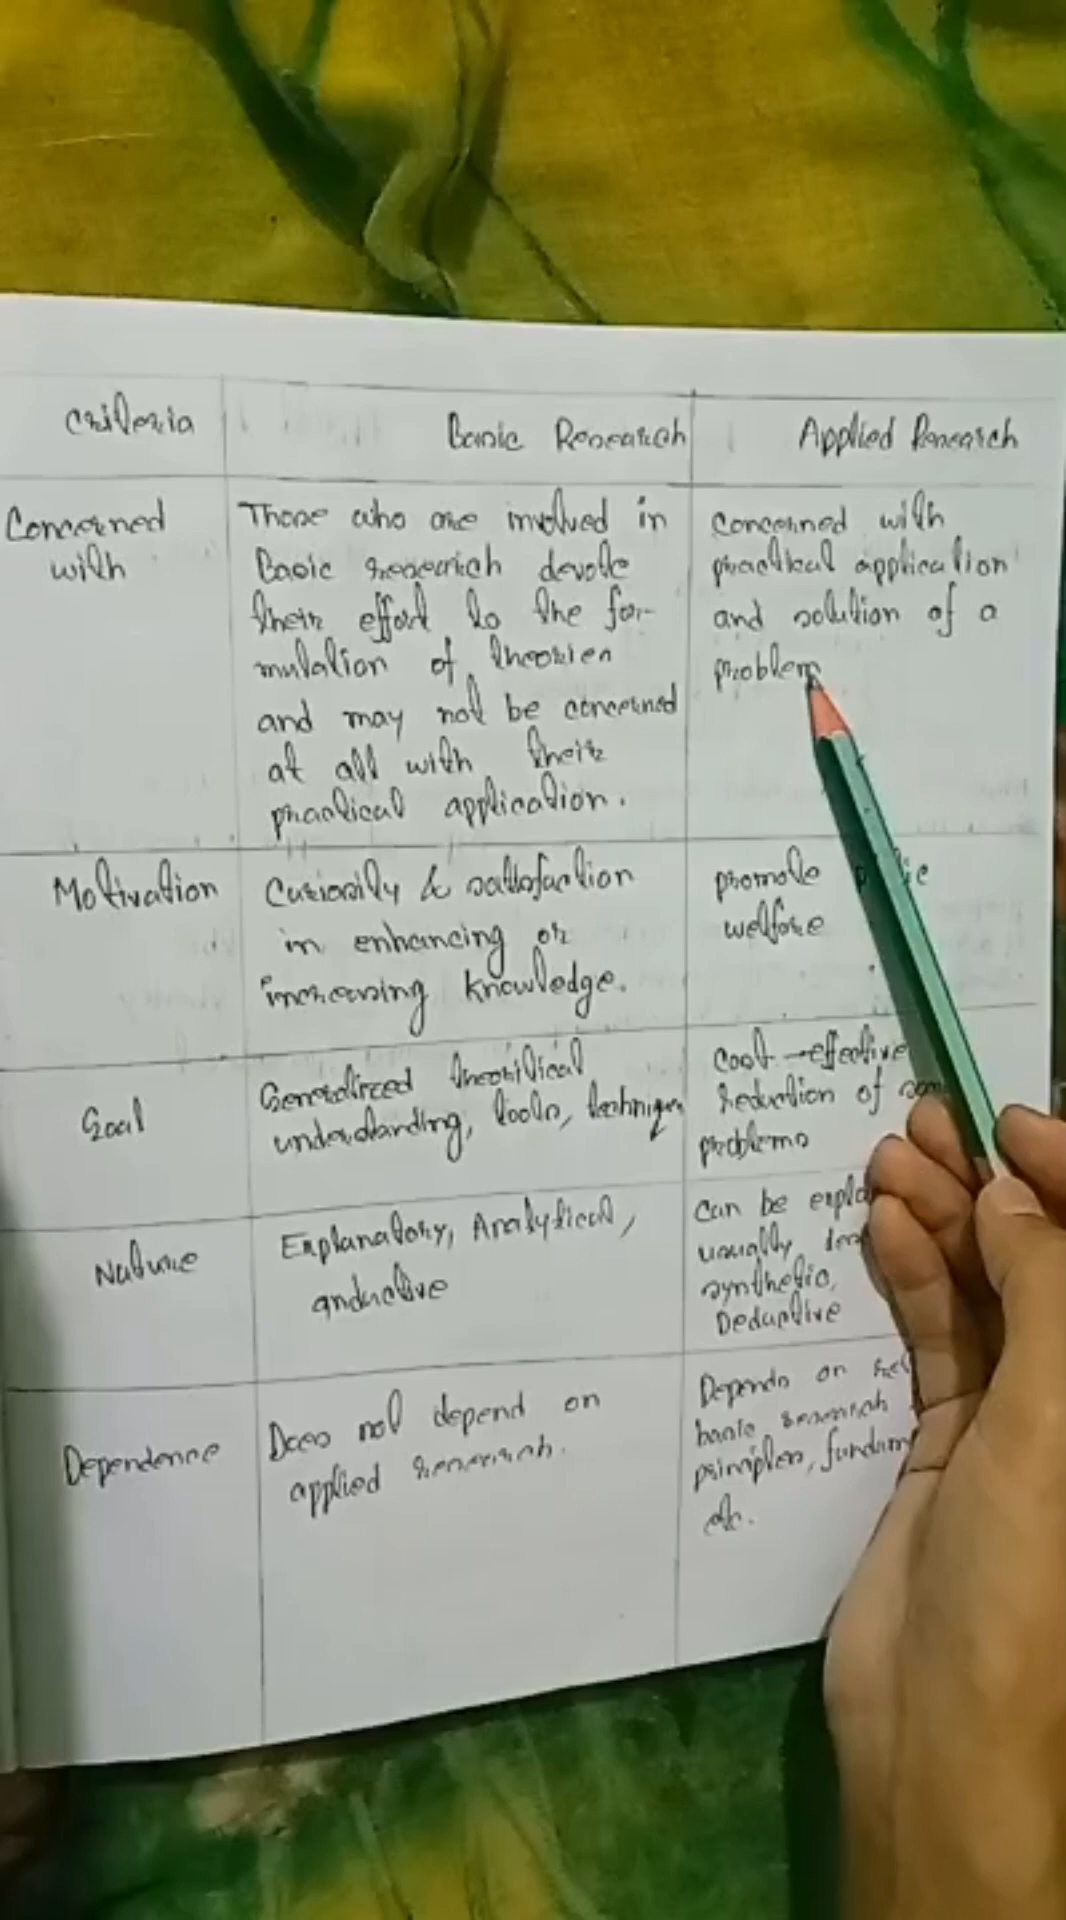 Criteria
Basic Research
Applied Research
Concerned
with
Those who are involved in
Basic research devote
their effort to the for-
mulation of theories
and may not be concerned
at all with their
practical application.
concerned with
practical application
and solution of a
problem
Motivation
Curiosity & satisfaction
in enhancing or
increasing knowledge.
promote
welfare
Goal
Generalized theoritical
understanding, tools, techniques
Cost-effective
reduction of
problems
Nature
Explanatory, Analytical,
inductive
Can be
usually
synthetic,
Deductive
Dependence
Does not depend on
applied research.
Depends on
basic research
principles,
etc.